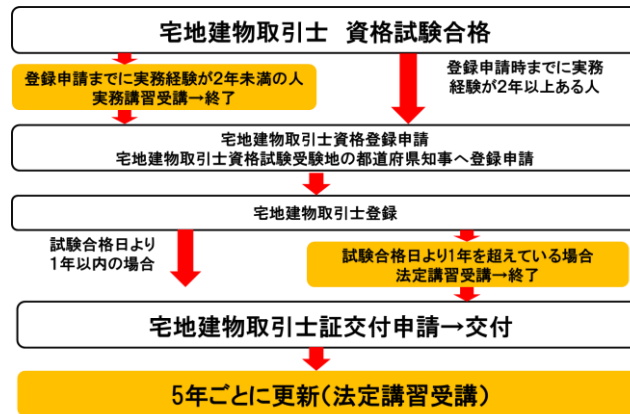 宅地建物取引士 資格試験合格
登録申請までに実務経験が2年未満の人
実務講習受講→終了
登録申請時までに実務
経験が2年以上ある人
宅地建物取引士資格登録申請
宅地建物取引士資格試験受験地の都道府県知事へ登録申請
宅地建物取引士登録
試験合格日より
1年以内の場合
試験合格日より1年を超えている場合
法定講習受講→終了
宅地建物取引士証交付申請→交付
5年ごとに更新(法定講習受講)